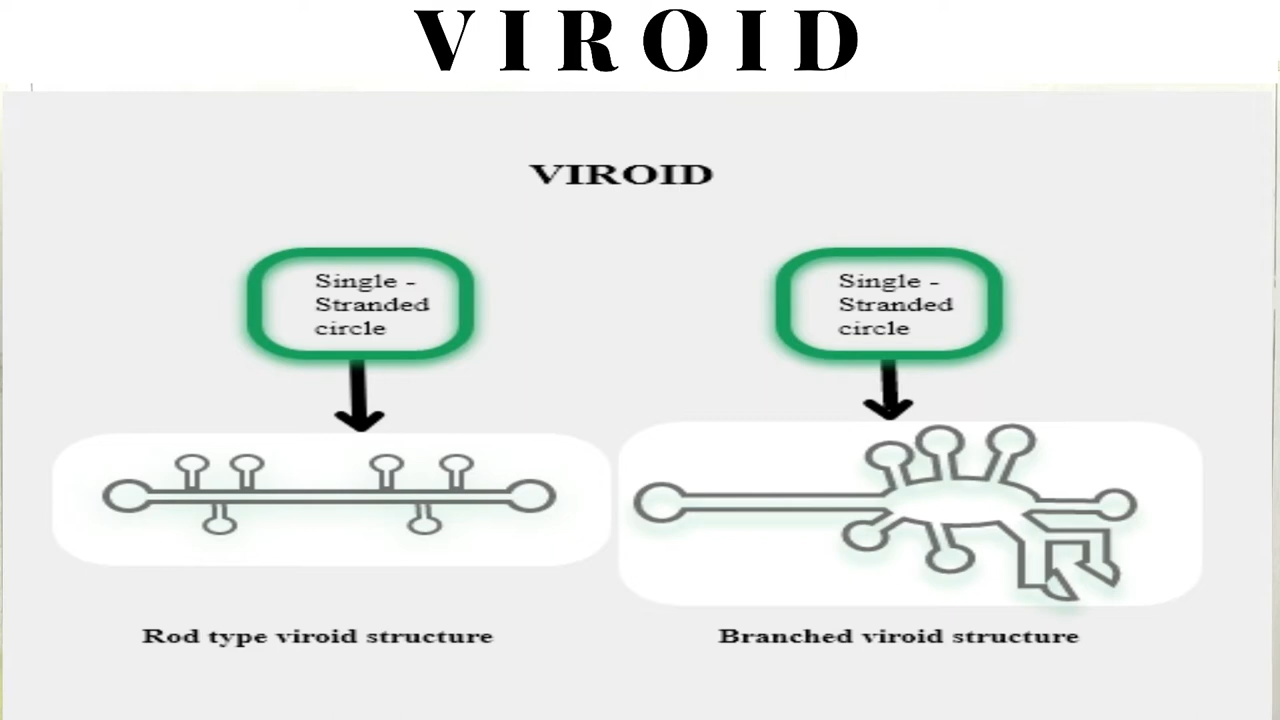 VIROID
VIROID
Single -
Stranded
circle
Single -
Stranded
circle
Rod type viroid structure
Branched viroid structure